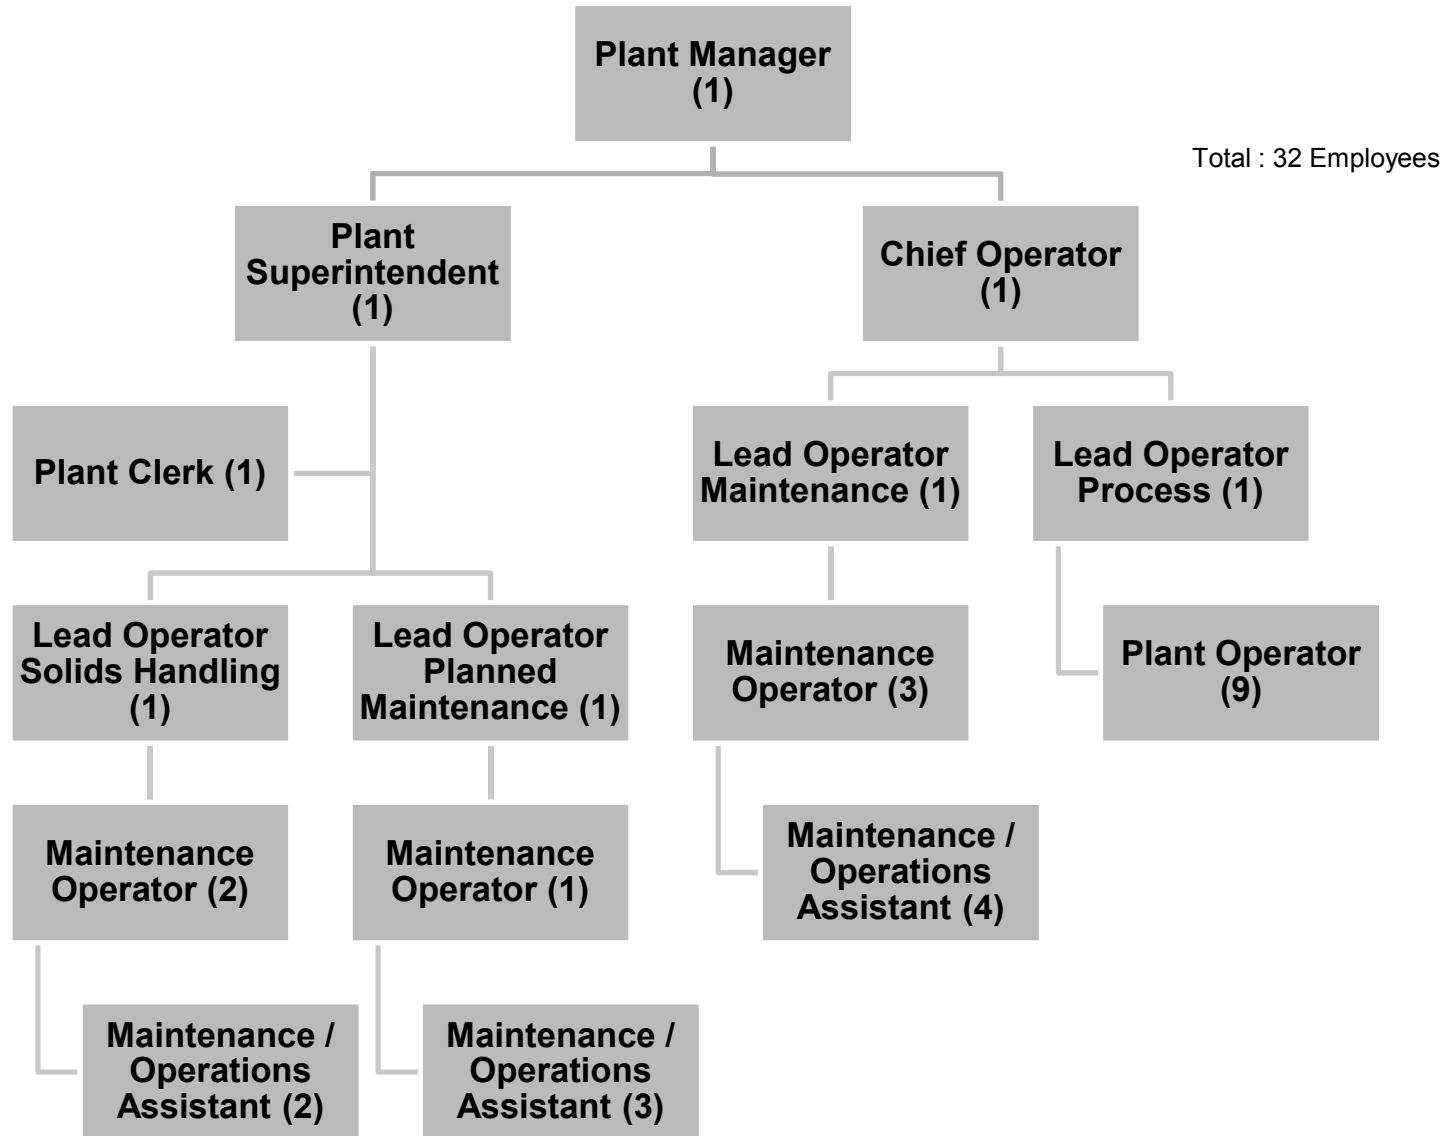 Plant Manager
(1)
Total : 32 Employees
Plant
Superintendent
(1)
Chief Operator
(1)
Plant Clerk (1)
Lead Operator
Maintenance (1)
Lead Operator
Process (1)
Lead Operator
Solids Handling
(1)
Lead Operator
Planned
Maintenance (1)
Maintenance
Operator (3)
Plant Operator
(9)
Maintenance
Operator (2)
Maintenance
Operator (1)
Maintenance /
Operations
Assistant (4)
Maintenance /
Operations
Assistant (2)
Maintenance /
Operations
Assistant (3)